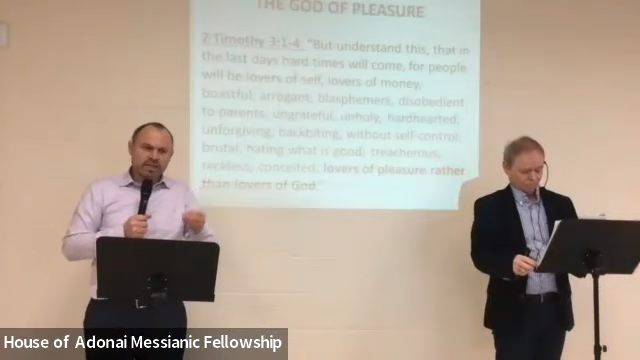 THE GOD OF PLEASURE
2 Timothy 3:1-4 "But understand this, that in
the last days hard times will come, for people
will be lovers of self, lovers of money,
boastful, arrogant, blasphemers, disobedient
to parents, ungrateful, unholy, hardhearted,
unforgiving, backbiting, without self-control,
brutal, hating what is good, treacherous,
reckless, conceited, lovers of pleasure rather
than lovers of God."
House of Adonai Messianic Fellowship